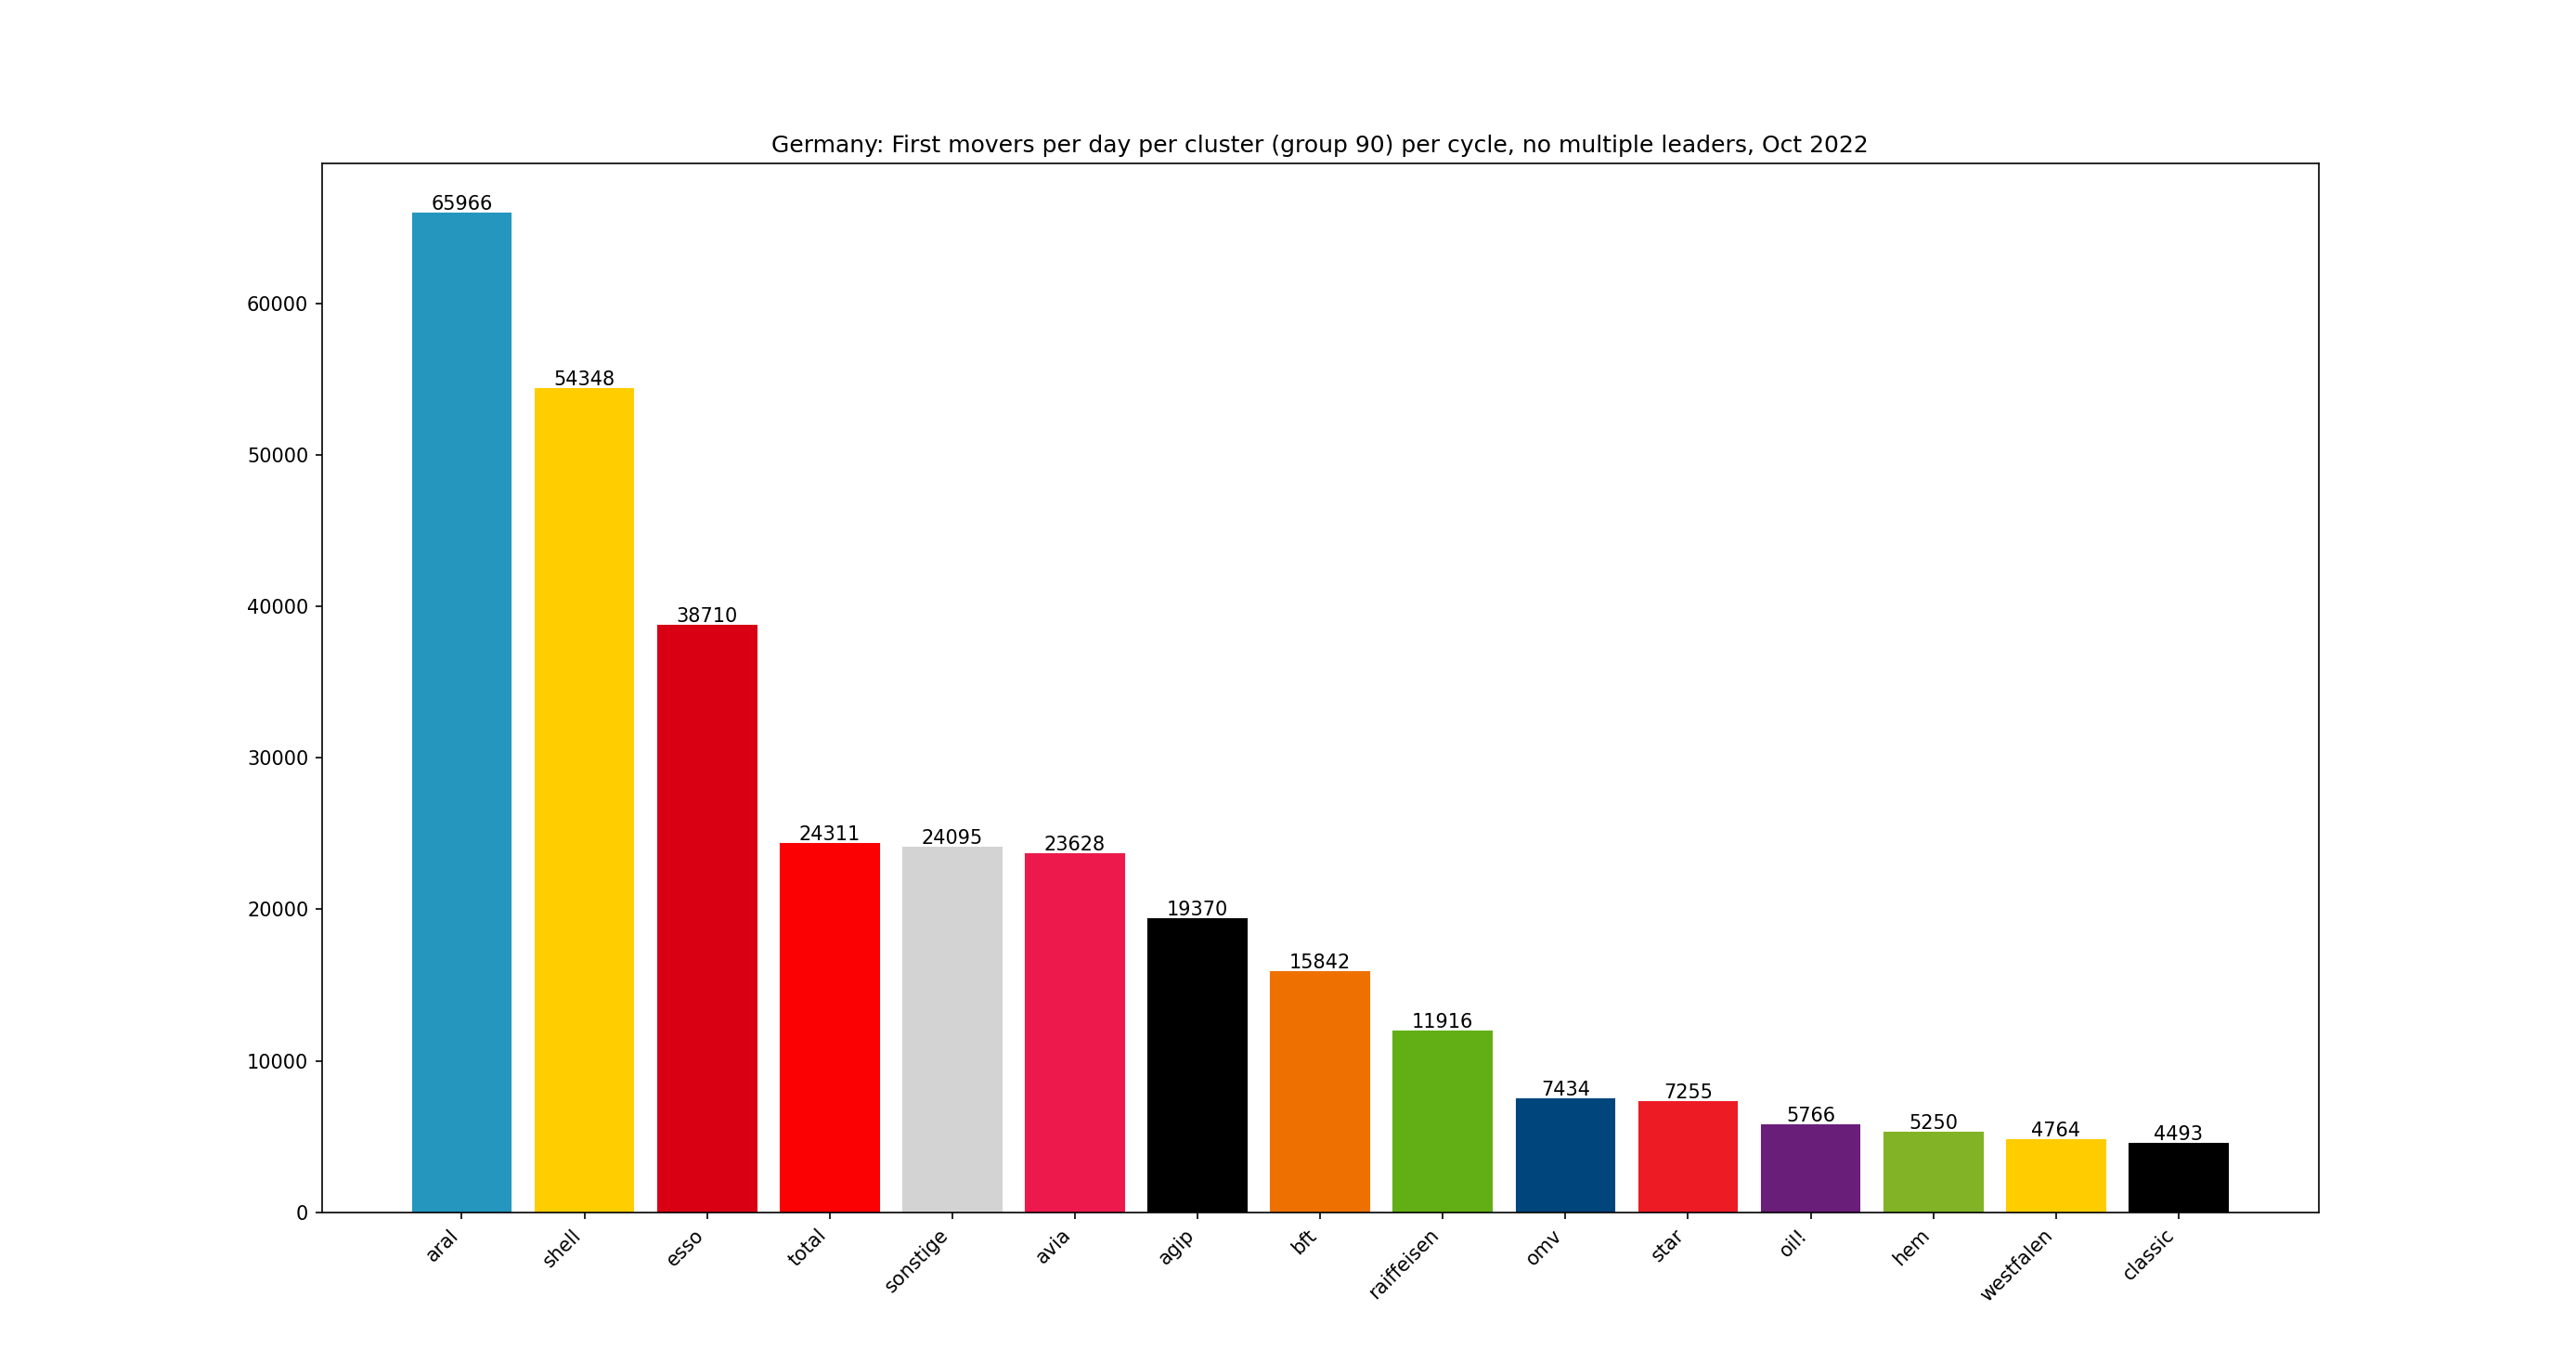 Germany: First movers per day per cluster (group 90) per cycle, no multiple leaders, Oct 2022
65966
54348
38710
24311
24095
23628
19370
15842
11916
7434
7255
5766
5250
4764
4493
60000
50000
40000
30000
20000
10000
0
aral
shell
esso
total
sonstige
avia
agip
bft
raiffeisen
omv
star
oil!
hem
westfalen
classic